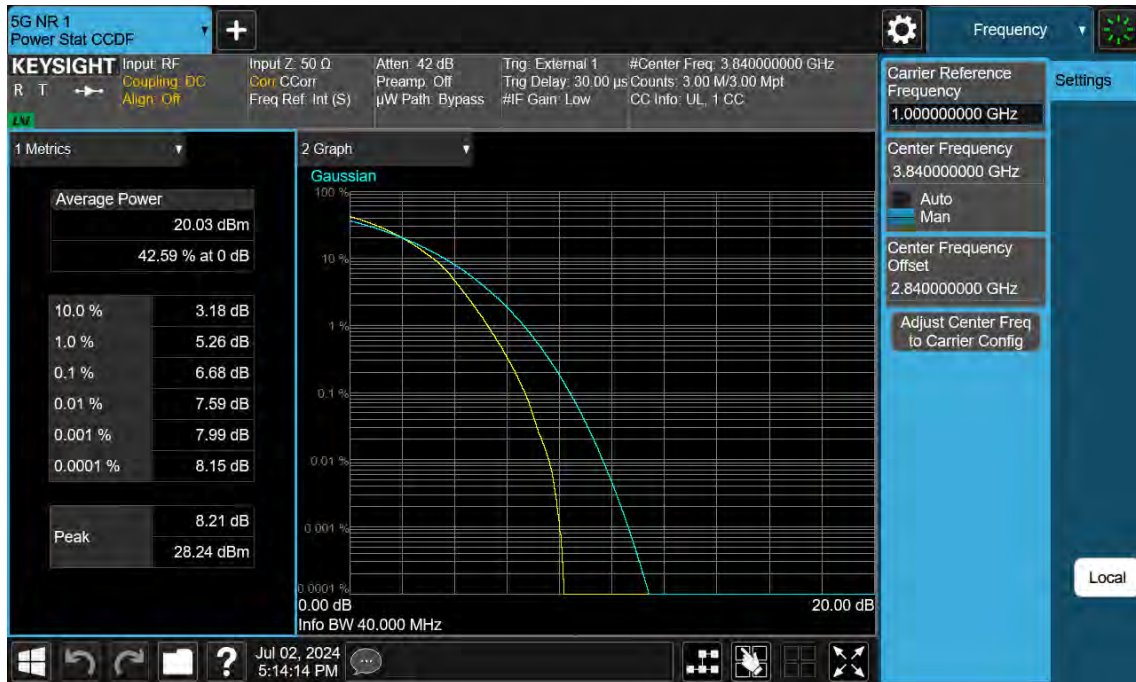 5G NR 1
Power Stat CCDF
+
Frequency
KEYSIGHT
R T
LXI
Input: RF
Coupling: DC
Align: Off
Input Z: 50 Ω
Corr CCorr
Freq Ref: Int (S)
Atten: 42 dB
Preamp: Off
µW Path: Bypass
Trig: External 1
Trig Delay: 30.00 µs
#IF Gain: Low
#Center Freq: 3.840000000 GHz
Counts: 3.00 M/3.00 Mpt
CC Info: UL, 1 CC
1 Metrics
Average Power
20.03 dBm
42.59 % at 0 dB
10.0 % 3.18 dB
1.0 % 5.26 dB
0.1 % 6.68 dB
0.01 % 7.59 dB
0.001 % 7.99 dB
0.0001 % 8.15 dB
Peak
8.21 dB
28.24 dBm
2 Graph
Gaussian
100 %
10 %
1 %
0.1 %
0.01 %
0.001 %
0.0001 %
0.00 dB 20.00 dB
Info BW 40.000 MHz
Carrier Reference
Frequency
1.000000000 GHz
Center Frequency
3.840000000 GHz
Auto
Man
Center Frequency
Offset
2.840000000 GHz
Adjust Center Freq
to Carrier Config
Settings
Local
?
Jul 02, 2024
5:14:14 PM